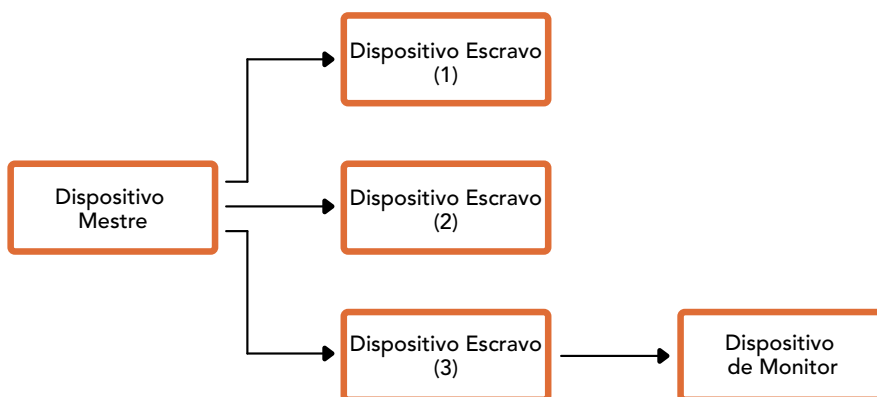 Dispositivo Escravo
(1)
Dispositivo
Mestre
Dispositivo Escravo
(2)
Dispositivo Escravo
(3)
Dispositivo
de Monitor